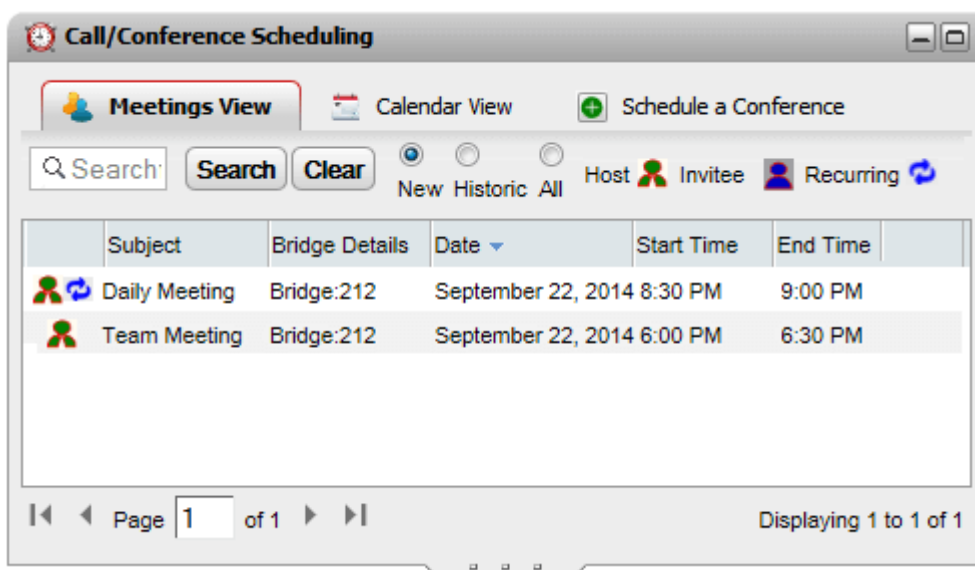 Call/Conference Scheduling
Meetings View Calendar View Schedule a Conference
Search Search Clear New Historic All Host Invitee Recurring
Subject Bridge Details Date Start Time End Time
Daily Meeting Bridge:212 September 22, 2014 8:30 PM 9:00 PM
Team Meeting Bridge:212 September 22, 2014 6:00 PM 6:30 PM
Page 1 of 1 Displaying 1 to 1 of 1